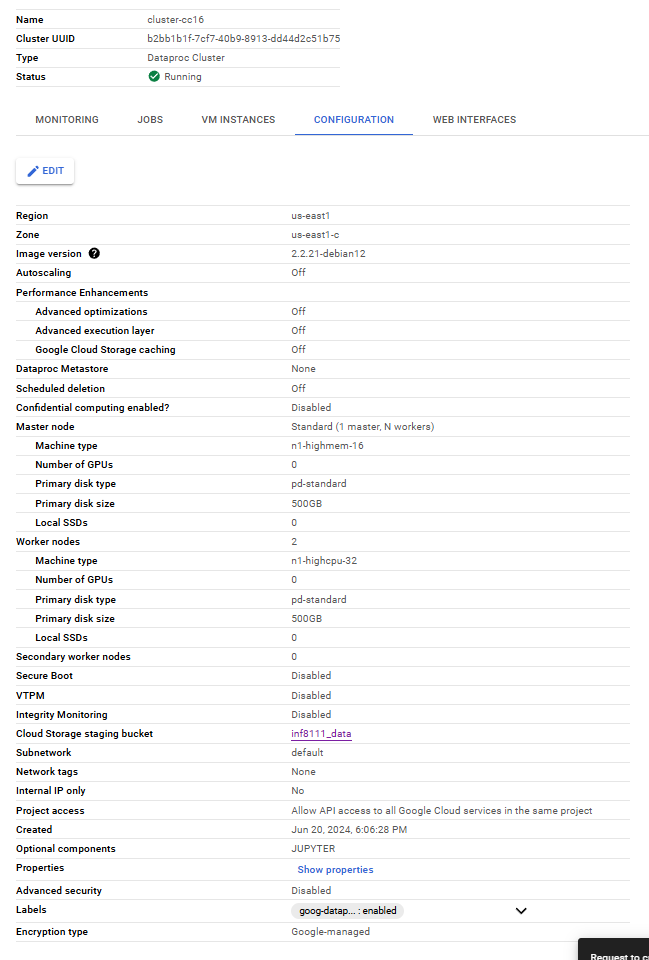 Name cluster-cc16
Cluster UUID b2bb1b1f-7cf7-40b9-8913-dd44d2c51b75
Type Dataproc Cluster
Status Running
MONITORING JOBS VM INSTANCES CONFIGURATION WEB INTERFACES
EDIT
Region us-east1
Zone us-east1-c
Image version ? 2.2.21-debian12
Autoscaling Off
Performance Enhancements
Advanced optimizations Off
Advanced execution layer Off
Google Cloud Storage caching Off
Dataproc Metastore None
Scheduled deletion Off
Confidential computing enabled? Disabled
Master node Standard (1 master, N workers)
Machine type n1-highmem-16
Number of GPUs 0
Primary disk type pd-standard
Primary disk size 500GB
Local SSDs 0
Worker nodes 2
Machine type n1-highcpu-32
Number of GPUs 0
Primary disk type pd-standard
Primary disk size 500GB
Local SSDs 0
Secondary worker nodes 0
Secure Boot Disabled
VTPM Disabled
Integrity Monitoring Disabled
Cloud Storage staging bucket inf8111_data
Subnetwork default
Network tags None
Internal IP only No
Project access Allow API access to all Google Cloud services in the same project
Created Jun 20, 2024, 6:06:28 PM
Optional components JUPYTER
Properties Show properties
Advanced security Disabled
Labels goog-datap... : enabled
Encryption type Google-managed
Request to